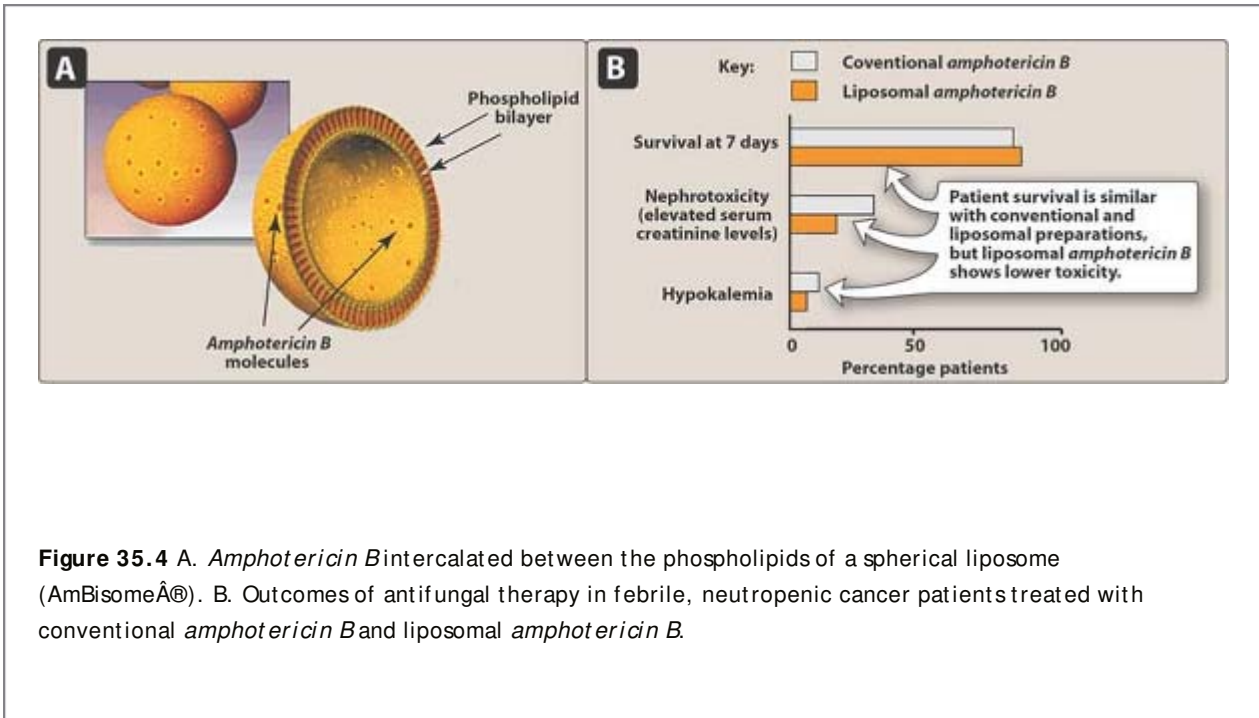 A
Phospholipid
bilayer
Amphotericin B
molecules
B
Key:
Coventional amphotericin B
Liposomal amphotericin B
Survival at 7 days
Nephrotoxicity
(elevated serum
creatinine levels)
Hypokalemia
Patient survival is similar
with conventional and
liposomal preparations,
but liposomal amphotericin B
shows lower toxicity.
0 50 100
Percentage patients
Figure 35.4 A. Amphotericin B intercalated between the phospholipids of a spherical liposome
(AmBisomeÂ®). B. Outcomes of antifungal therapy in febrile, neutropenic cancer patients treated with
conventional amphotericin B and liposomal amphotericin B.